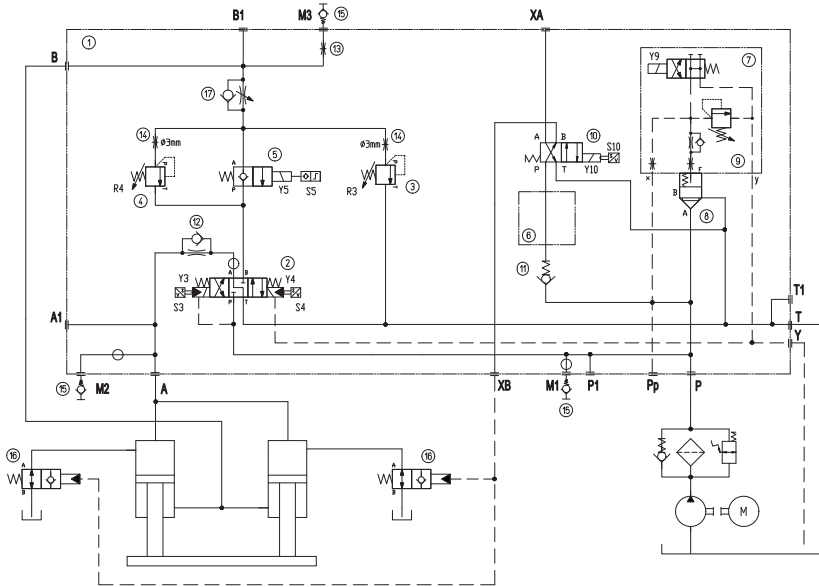 B1 M3 15 XA
1
B 13
Y9 7
17
14 Ø3mm Ø3mm 14
A 5 A B 10 S10
P T Y5 S5 P T Y10
R4 4 P T R3 3
9
x F y
12 6 A 8
2
Y3 A B Y4 11
S3 P T S4
A1 T1
T
Y
15 M2 A XB M1 P1 Pp P
15
16 A B A B 16
M